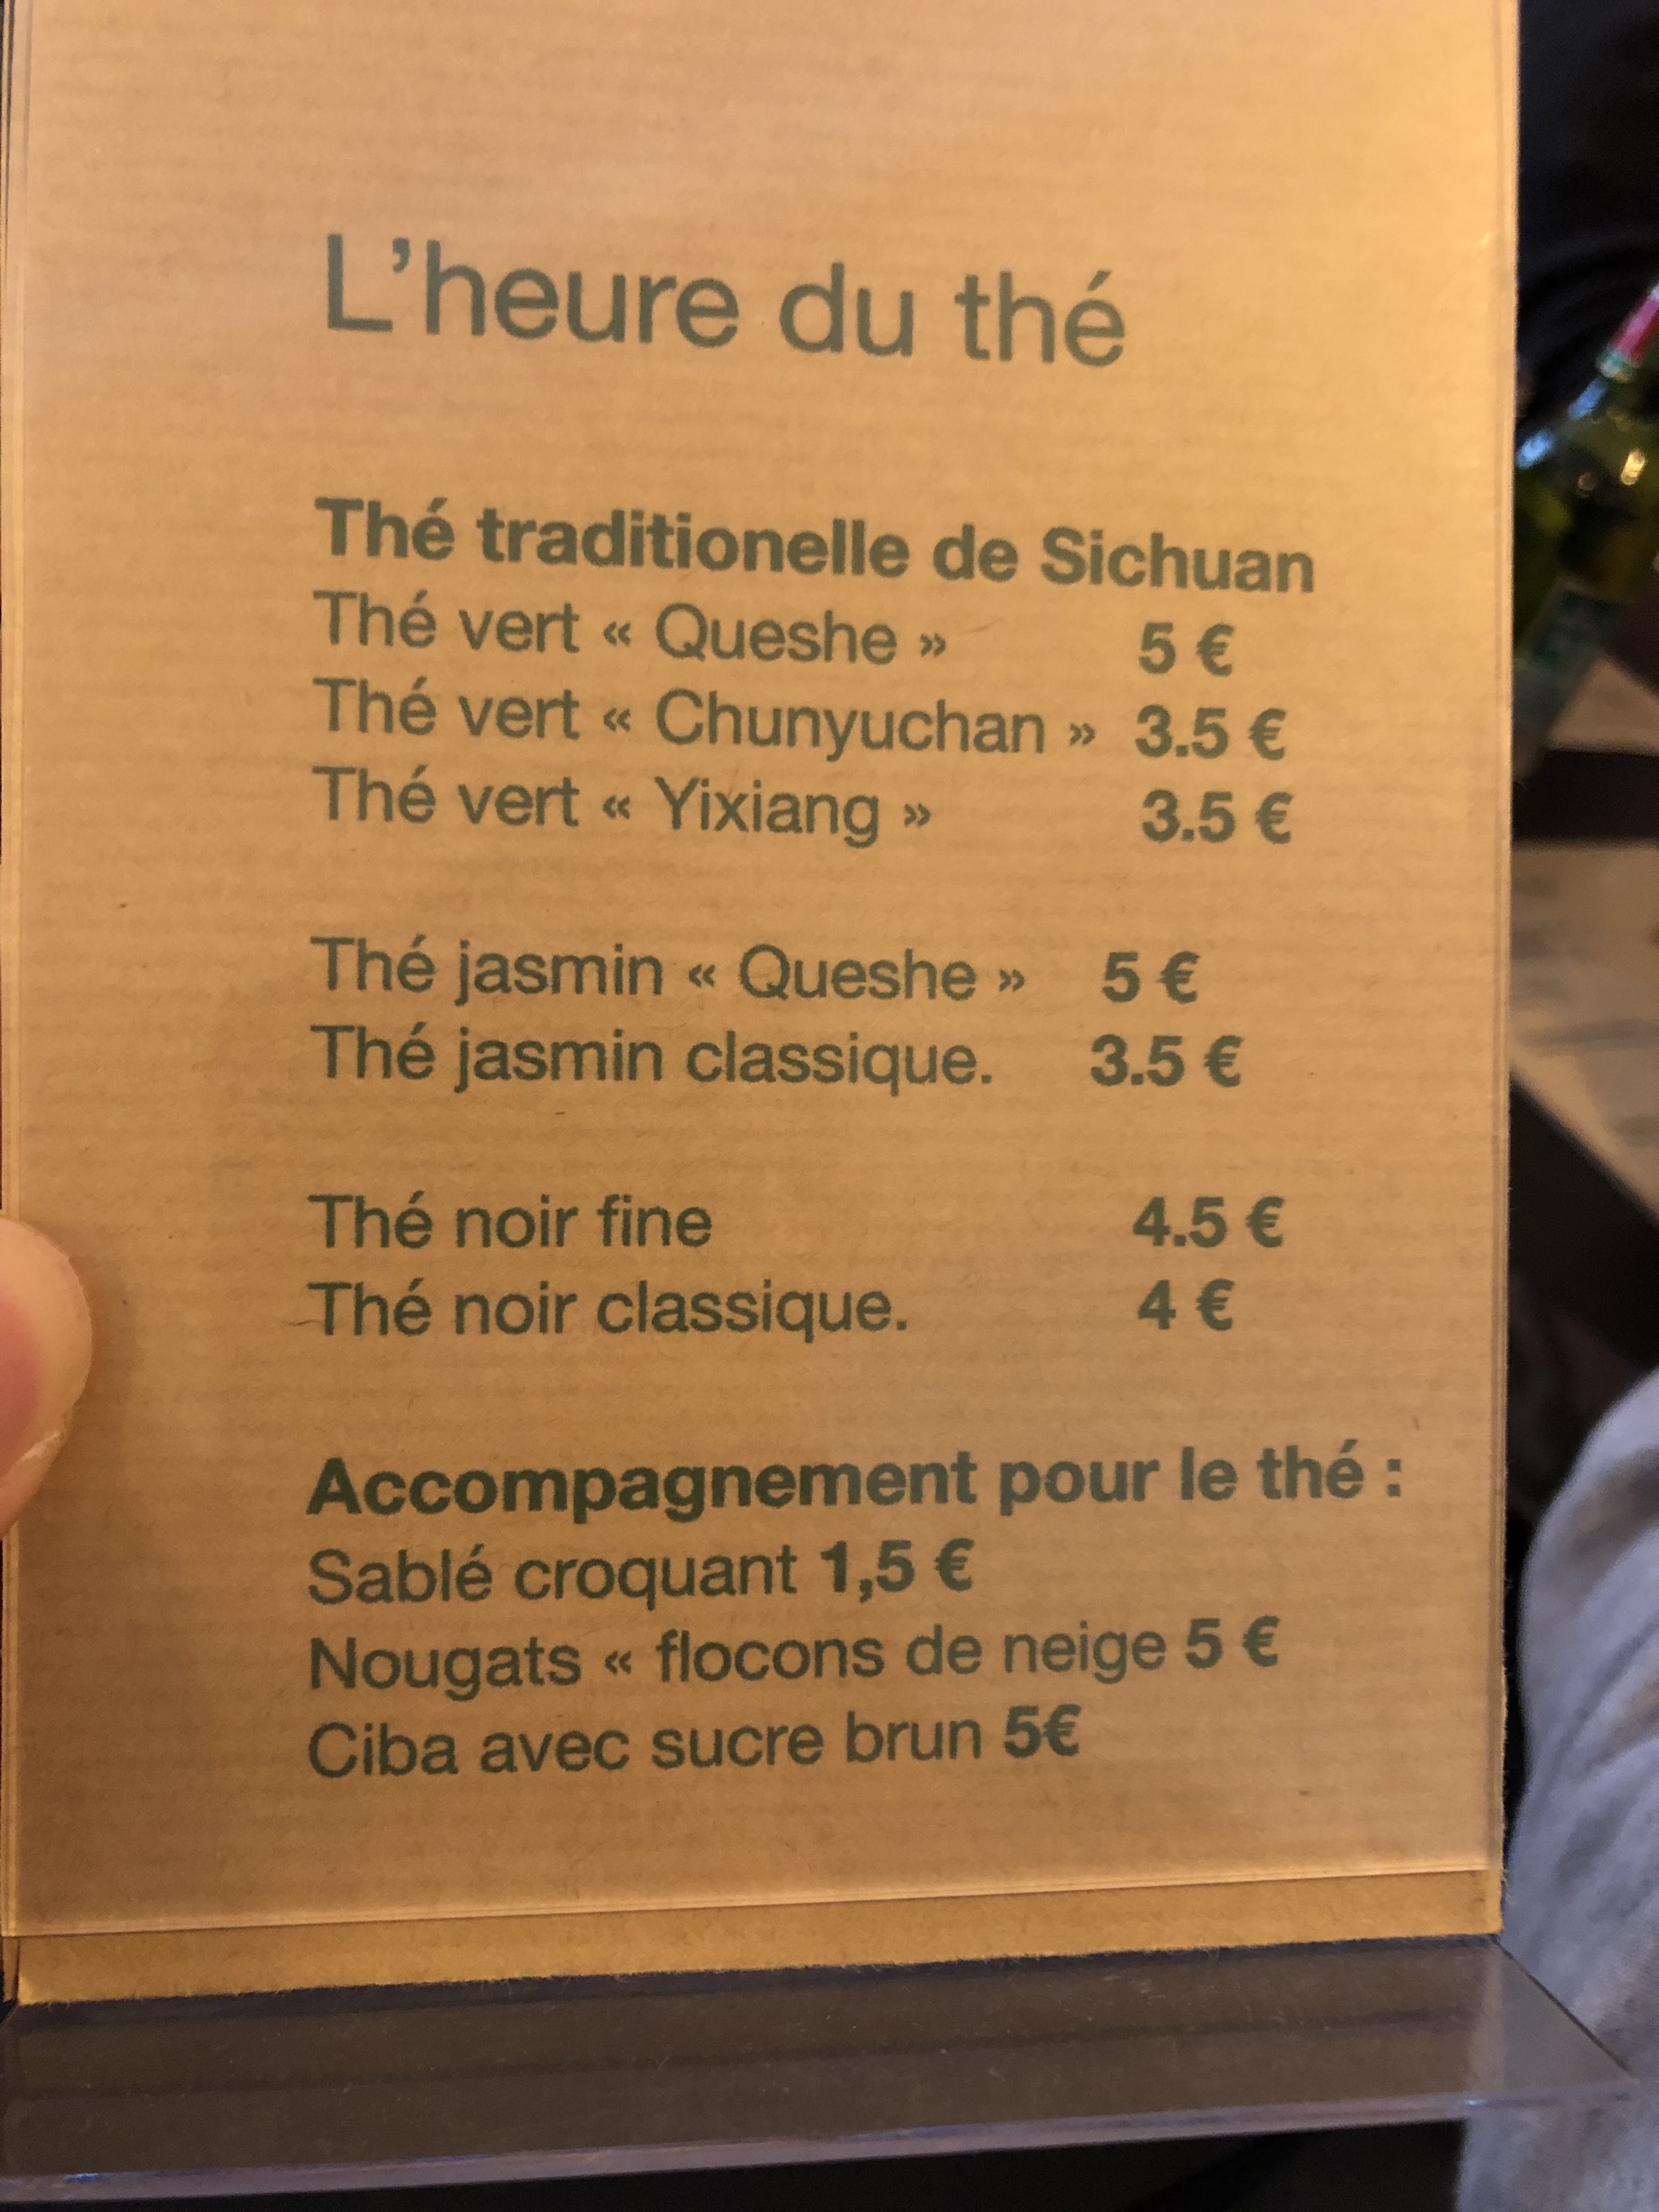 L'heure du thé
Thé traditionelle de Sichuan
Thé vert « Queshe » 5 €
Thé vert « Chunyuchan » 3.5 €
Thé vert « Yixiang » 3.5 €
Thé jasmin « Queshe » 5 €
Thé jasmin classique. 3.5 €
Thé noir fine 4.5 €
Thé noir classique. 4 €
Accompagnement pour le thé :
Sablé croquant 1,5 €
Nougats « flocons de neige 5 €
Ciba avec sucre brun 5€